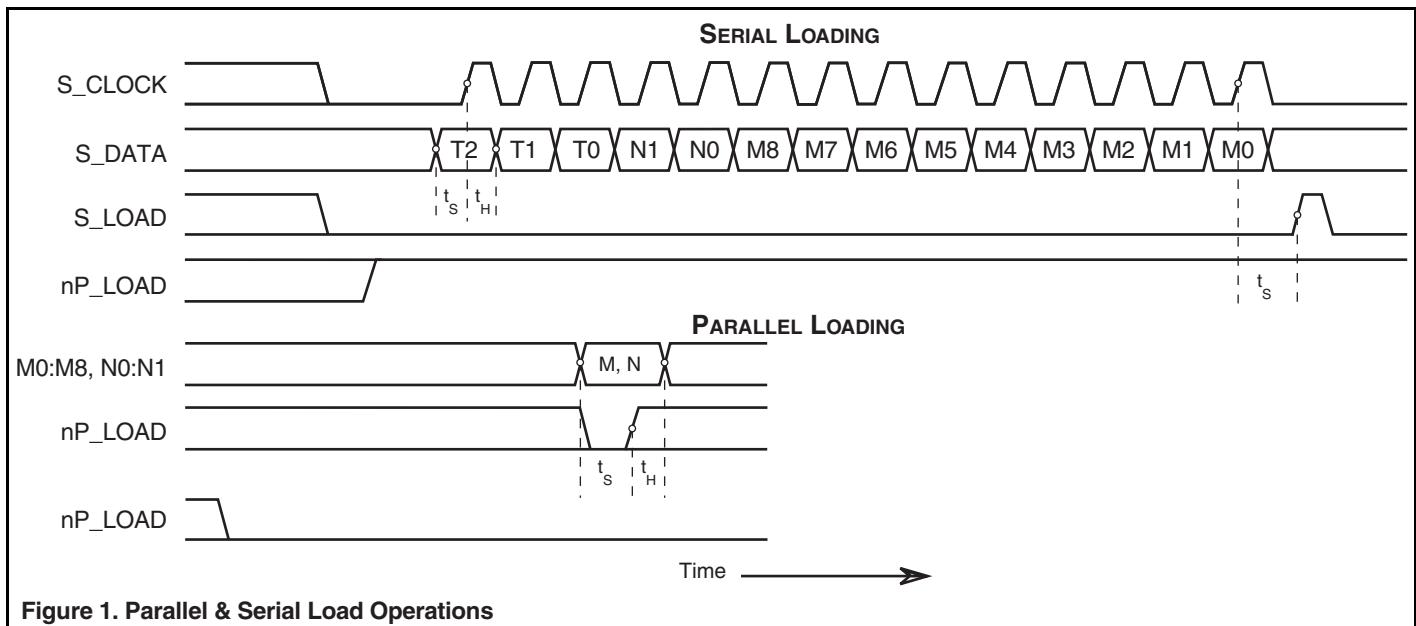 SERIAL LOADING
S_CLOCK
S_DATA
T2 T1 T0 N1 N0 M8 M7 M6 M5 M4 M3 M2 M1 M0
tS tH
S_LOAD
nP_LOAD
tS
PARALLEL LOADING
M0:M8, N0:N1
M, N
nP_LOAD
tS tH
nP_LOAD
Time
Figure 1. Parallel & Serial Load Operations